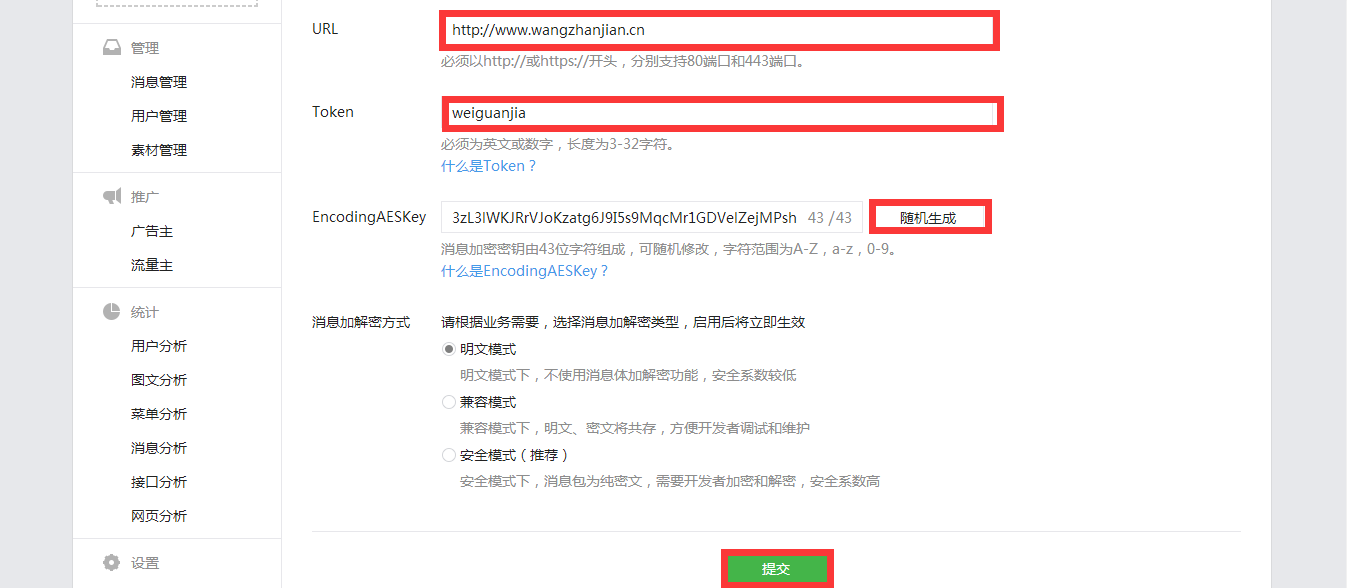 管理
消息管理
用户管理
素材管理
推广
广告主
流量主
统计
用户分析
图文分析
菜单分析
消息分析
接口分析
网页分析
设置
URL
http://www.wangzhanjian.cn
必须以http://或https://开头，分别支持80端口和443端口。
Token
weiguanjia
必须为英文或数字，长度为3-32字符。
什么是Token？
EncodingAESKey
3zL3lWKJRrVJoKzatg6J9I5s9MqcMr1GDVelZejMPsh 43 /43
随机生成
消息加密密钥由43位字符组成，可随机修改，字符范围为A-Z，a-z，0-9。
什么是EncodingAESKey？
消息加解密方式
请根据业务需要，选择消息加解密类型，启用后将立即生效
明文模式
明文模式下，不使用消息体加解密功能，安全系数较低
兼容模式
兼容模式下，明文、密文将共存，方便开发者调试和维护
安全模式（推荐）
安全模式下，消息包为纯密文，需要开发者加密和解密，安全系数高
提交